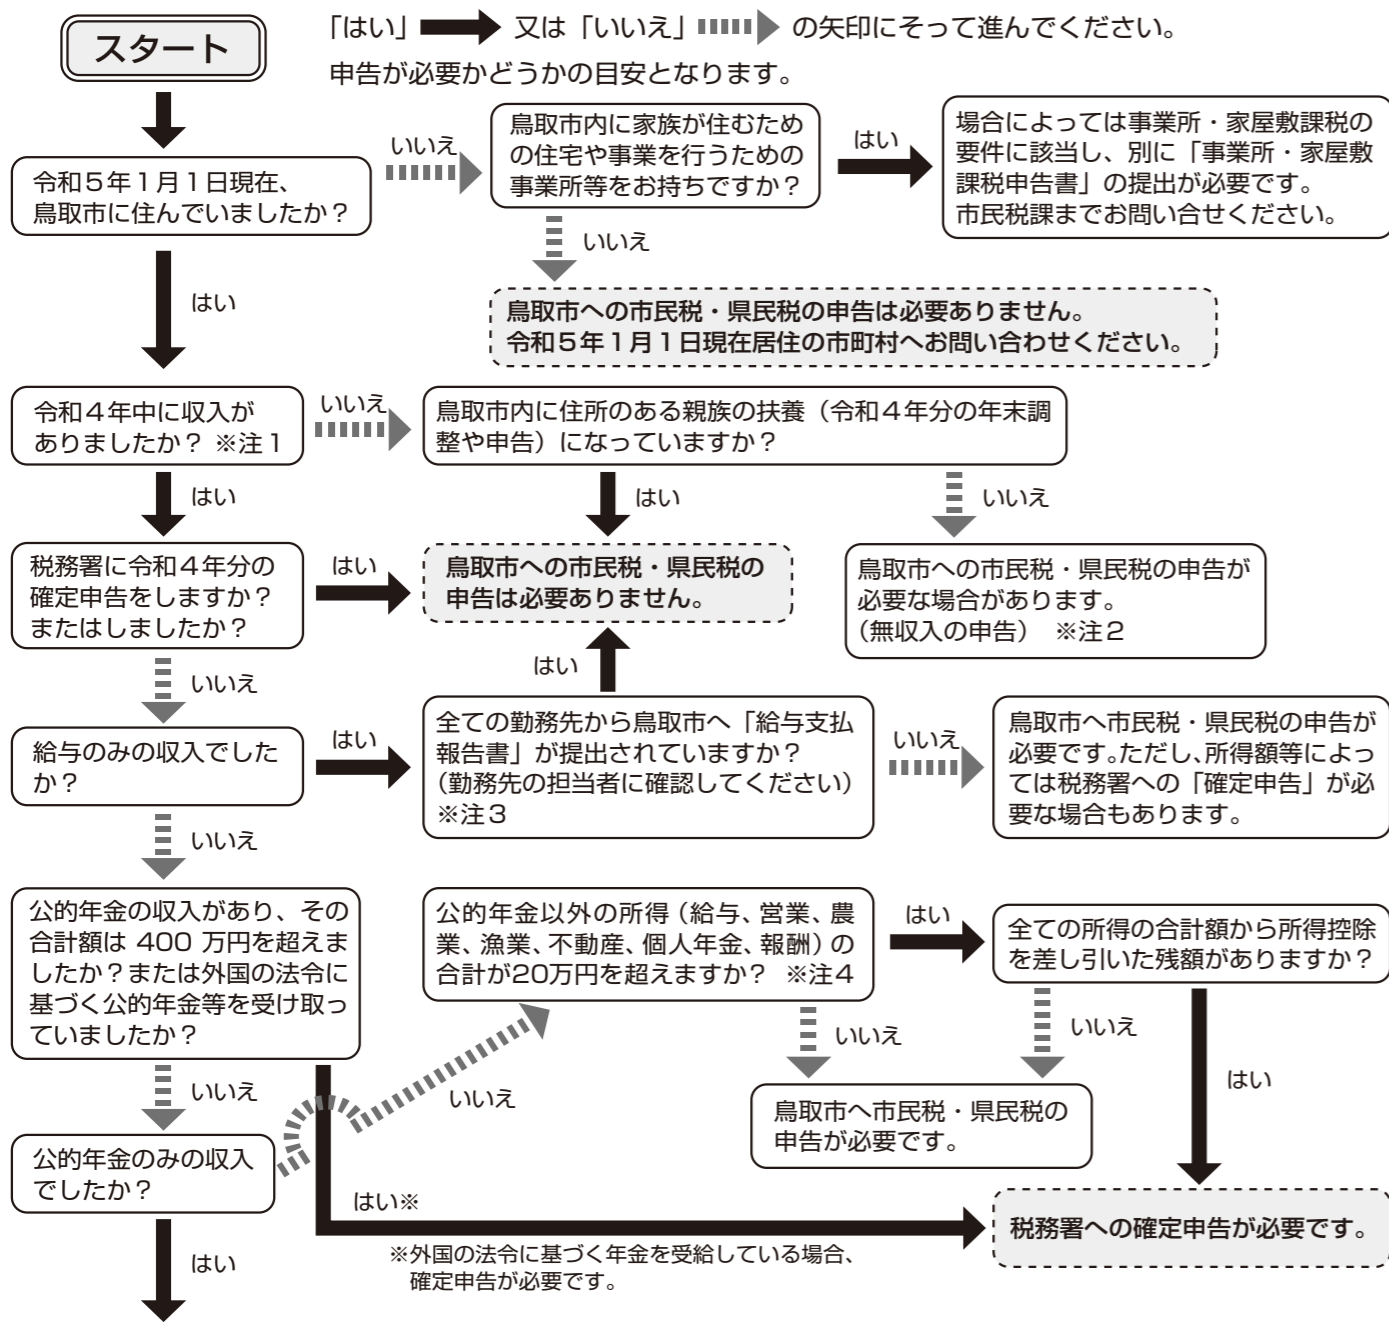 スタート
「はい」 又は「いいえ」 の矢印にそって進んでください。
申告が必要かどうかの目安となります。
令和５年１月１日現在、
鳥取市に住んでいましたか？
いいえ
鳥取市内に家族が住むため
の住宅や事業を行うための
事業所等をお持ちですか？
はい
場合によっては事業所・家屋敷課税の
要件に該当し、別に「事業所・家屋敷
課税申告書」の提出が必要です。
市民税課までお問い合せください。
いいえ
鳥取市への市民税・県民税の申告は必要ありません。
令和５年１月１日現在居住の市町村へお問い合わせください。
はい
令和４年中に収入が
ありましたか？ ※注１
いいえ
鳥取市内に住所のある親族の扶養（令和４年分の年末調
整や申告）になっていますか？
はい
はい
いいえ
税務署に令和４年分の
確定申告をしますか？
またはしましたか？
はい
鳥取市への市民税・県民税の
申告は必要ありません。
鳥取市への市民税・県民税の申告が
必要な場合があります。
（無収入の申告） ※注２
いいえ
はい
給与のみの収入でした
か？
はい
全ての勤務先から鳥取市へ「給与支払
報告書」が提出されていますか？
（勤務先の担当者に確認してください）
※注３
いいえ
鳥取市へ市民税・県民税の申告が
必要です。ただし、所得額等によっ
ては税務署への「確定申告」が必
要な場合もあります。
いいえ
公的年金の収入があり、その
合計額は 400 万円を超えま
したか？または外国の法令に
基づく公的年金等を受け取っ
ていましたか？
公的年金以外の所得（給与、営業、農
業、漁業、不動産、個人年金、報酬）の
合計が20万円を超えますか？ ※注４
はい
全ての所得の合計額から所得控除
を差し引いた残額がありますか？
いいえ
いいえ
はい
いいえ
いいえ
鳥取市へ市民税・県民税の
申告が必要です。
公的年金のみの収入
でしたか？
はい※
税務署への確定申告が必要です。
※外国の法令に基づく年金を受給している場合、
確定申告が必要です。
はい